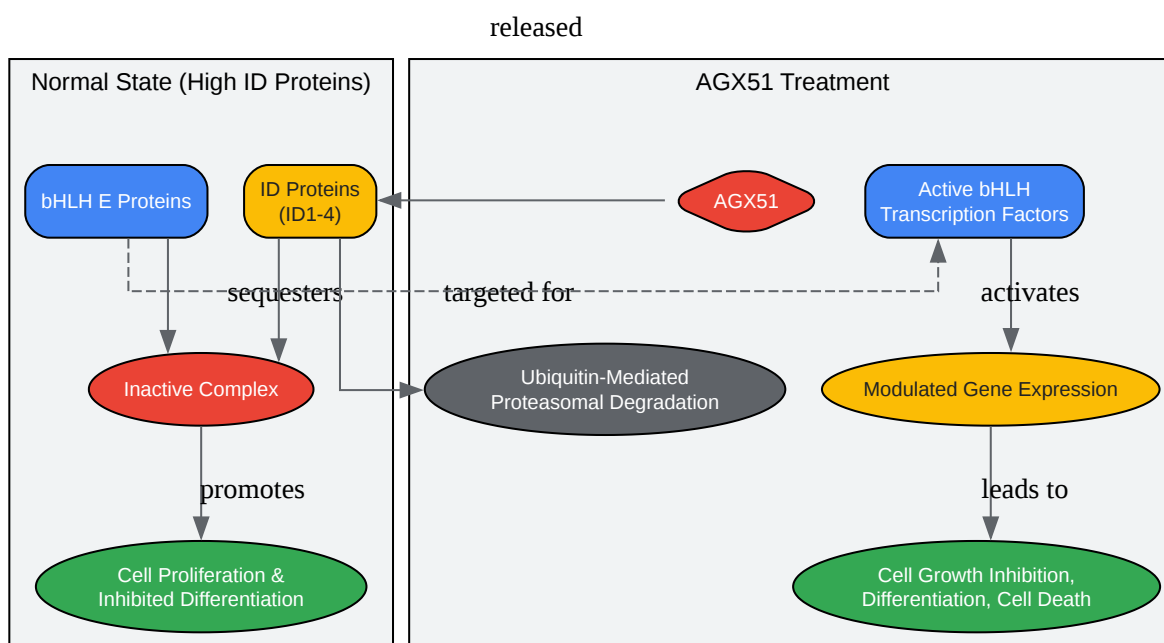 released
Normal State (High ID Proteins)
AGX51 Treatment
bHLH E Proteins
ID Proteins
(ID1-4)
AGX51
Active bHLH
Transcription Factors
sequesters
targeted for
activates
Inactive Complex
Ubiquitin-Mediated
Proteasomal Degradation
Modulated Gene Expression
promotes
leads to
Cell Proliferation &
Inhibited Differentiation
Cell Growth Inhibition,
Differentiation, Cell Death